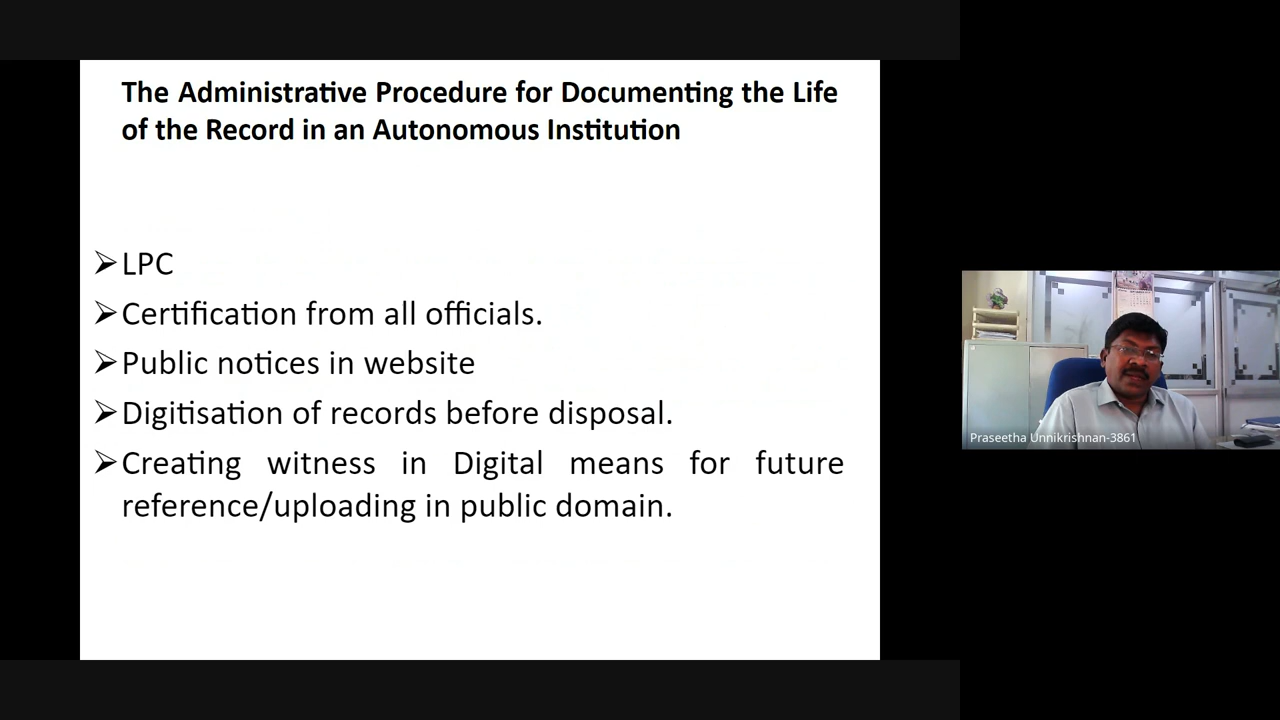 The Administrative Procedure for Documenting the Life
of the Record in an Autonomous Institution
➢LPC
➢Certification from all officials.
➢Public notices in website
➢Digitisation of records before disposal.
➢Creating witness in Digital means for future
reference/uploading in public domain.
Praseetha Unnikrishnan-3861